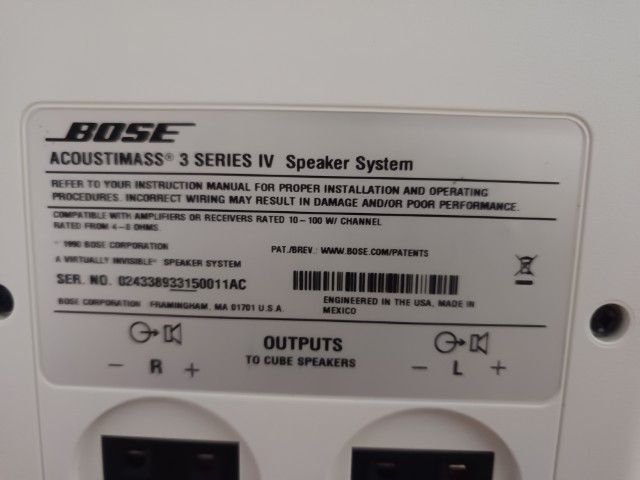 BOSE
ACOUSTIMASS® 3 SERIES IV Speaker System
REFER TO YOUR INSTRUCTION MANUAL FOR PROPER INSTALLATION AND OPERATING
PROCEDURES. INCORRECT WIRING MAY RESULT IN DAMAGE AND/OR POOR PERFORMANCE.
COMPATIBLE WITH AMPLIFIERS OR RECEIVERS RATED 10-100 W/ CHANNEL
RATED FROM 4-8 OHMS.
1996 BOSE CORPORATION PAT./BREV.: WWW.BOSE.COM/PATENTS
A VIRTUALLY INVISIBLE® SPEAKER SYSTEM
SER. NO. 024338933150011AC
BOSE CORPORATION FRAMINGHAM, MA 01701 U.S.A.
ENGINEERED IN THE USA, MADE IN
MEXICO
OUTPUTS
TO CUBE SPEAKERS
- R +
- L +